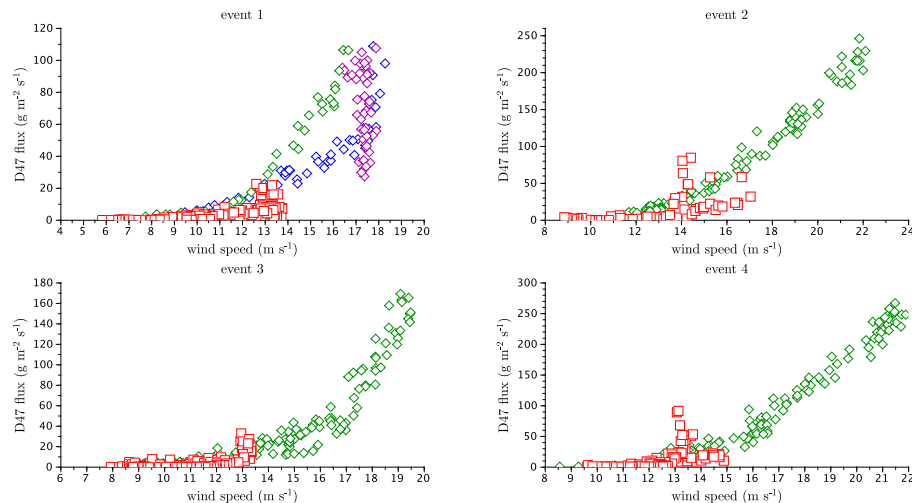 event 1
D47 flux (g m⁻² s⁻¹)
120
100
80
60
40
20
0
4 5 6 7 8 9 10 11 12 13 14 15 16 17 18 19 20
wind speed (m s⁻¹)
event 2
D47 flux (g m⁻² s⁻¹)
250
200
150
100
50
0
8 10 12 14 16 18 20 22 24
wind speed (m s⁻¹)
event 3
D47 flux (g m⁻² s⁻¹)
180
160
140
120
100
80
60
40
20
0
6 7 8 9 10 11 12 13 14 15 16 17 18 19 20
wind speed (m s⁻¹)
event 4
D47 flux (g m⁻² s⁻¹)
300
250
200
150
100
50
0
8 9 10 11 12 13 14 15 16 17 18 19 20 21 22
wind speed (m s⁻¹)